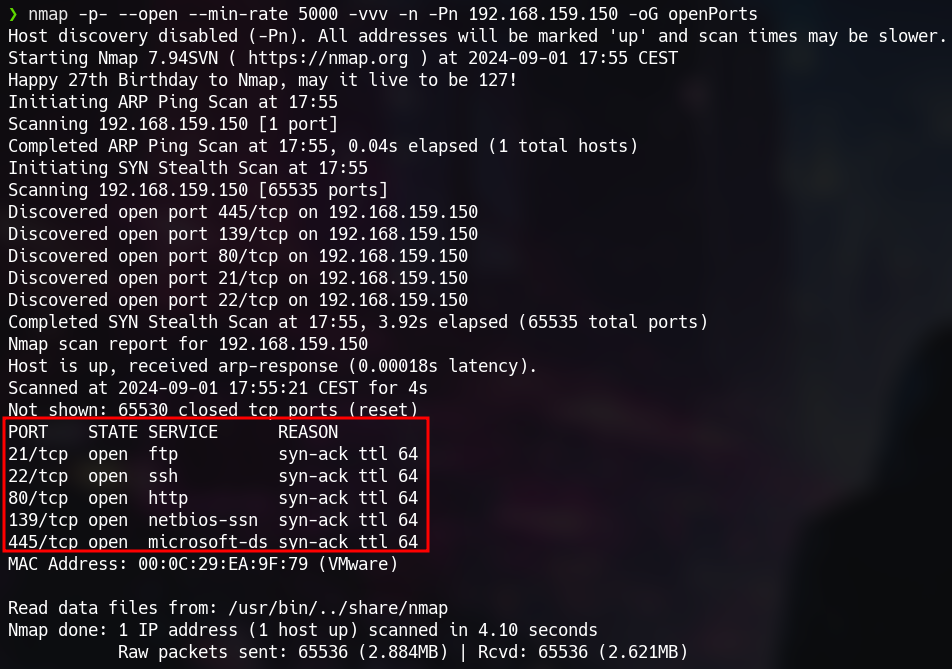 ❯ nmap -p- --open --min-rate 5000 -vvv -n -Pn 192.168.159.150 -oG openPorts
Host discovery disabled (-Pn). All addresses will be marked 'up' and scan times may be slower.
Starting Nmap 7.94SVN ( https://nmap.org ) at 2024-09-01 17:55 CEST
Happy 27th Birthday to Nmap, may it live to be 127!
Initiating ARP Ping Scan at 17:55
Scanning 192.168.159.150 [1 port]
Completed ARP Ping Scan at 17:55, 0.04s elapsed (1 total hosts)
Initiating SYN Stealth Scan at 17:55
Scanning 192.168.159.150 [65535 ports]
Discovered open port 445/tcp on 192.168.159.150
Discovered open port 139/tcp on 192.168.159.150
Discovered open port 80/tcp on 192.168.159.150
Discovered open port 21/tcp on 192.168.159.150
Discovered open port 22/tcp on 192.168.159.150
Completed SYN Stealth Scan at 17:55, 3.92s elapsed (65535 total ports)
Nmap scan report for 192.168.159.150
Host is up, received arp-response (0.00018s latency).
Scanned at 2024-09-01 17:55:21 CEST for 4s
Not shown: 65530 closed tcp ports (reset)
PORT    STATE SERVICE      REASON
21/tcp  open  ftp          syn-ack ttl 64
22/tcp  open  ssh          syn-ack ttl 64
80/tcp  open  http         syn-ack ttl 64
139/tcp open  netbios-ssn  syn-ack ttl 64
445/tcp open  microsoft-ds syn-ack ttl 64
MAC Address: 00:0C:29:EA:9F:79 (VMware)

Read data files from: /usr/bin/../share/nmap
Nmap done: 1 IP address (1 host up) scanned in 4.10 seconds
           Raw packets sent: 65536 (2.884MB) | Rcvd: 65536 (2.621MB)